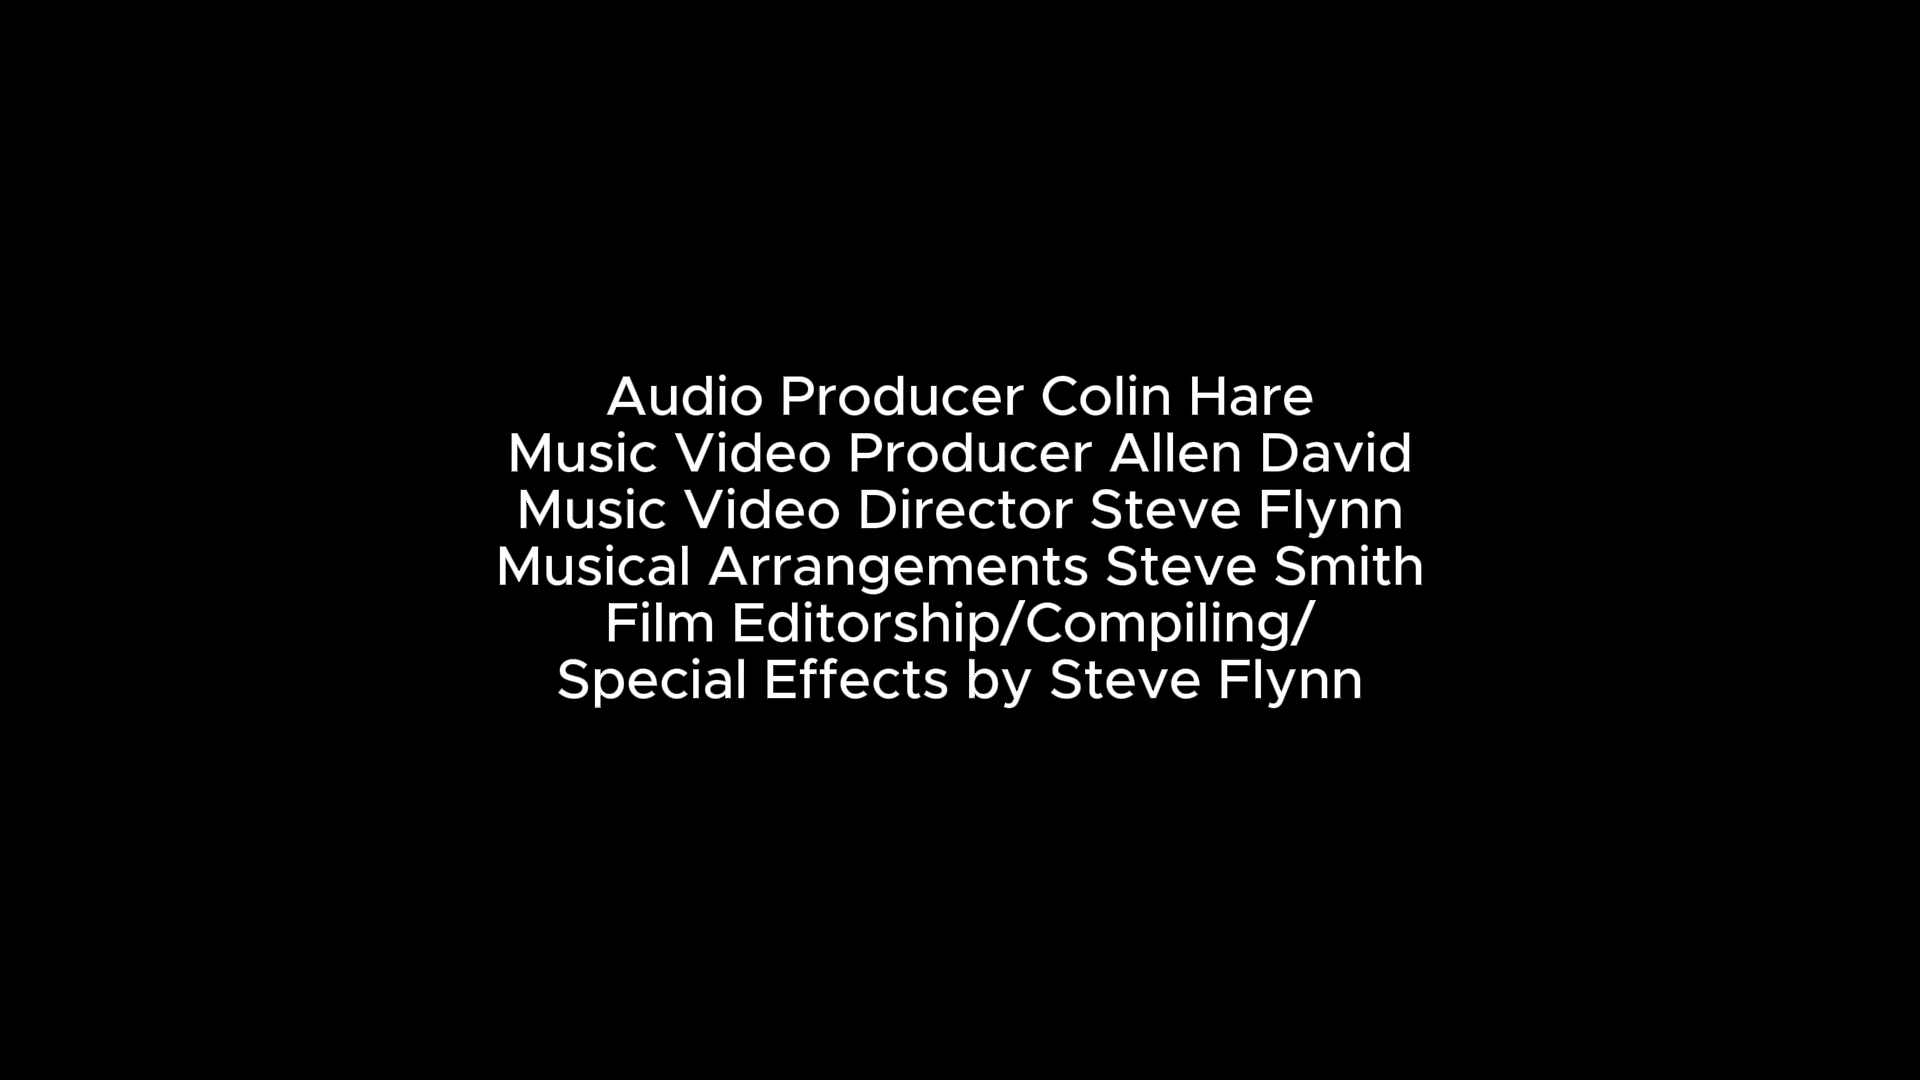 Audio Producer Colin Hare
Music Video Producer Allen David
Music Video Director Steve Flynn
Musical Arrangements Steve Smith
Film Editorship/Compiling/
Special Effects by Steve Flynn